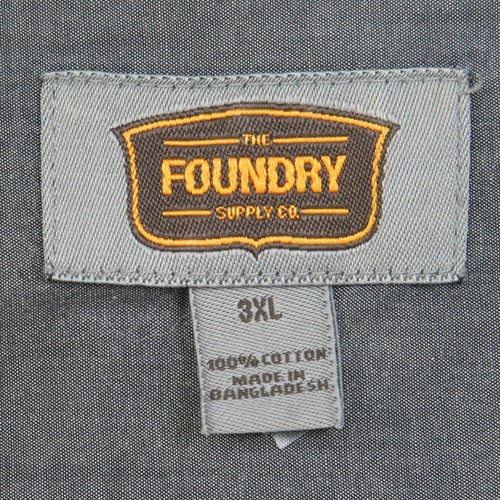 THE
FOUNDRY
SUPPLY CO.
3XL
100% COTTON
MADE IN
BANGLADESH